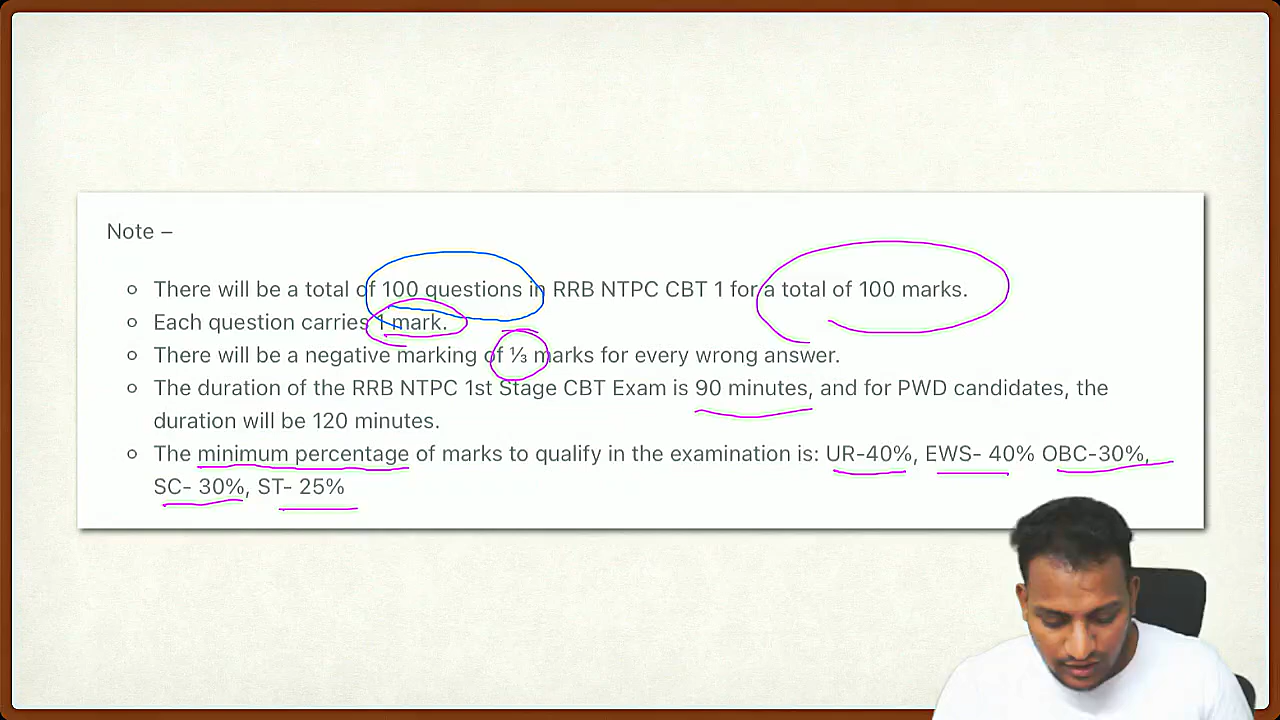 Note –
There will be a total of 100 questions in RRB NTPC CBT 1 for a total of 100 marks.
Each question carries 1 mark.
There will be a negative marking of ⅓ marks for every wrong answer.
The duration of the RRB NTPC 1st Stage CBT Exam is 90 minutes, and for PWD candidates, the
duration will be 120 minutes.
The minimum percentage of marks to qualify in the examination is: UR-40%, EWS- 40% OBC-30%,
SC- 30%, ST- 25%